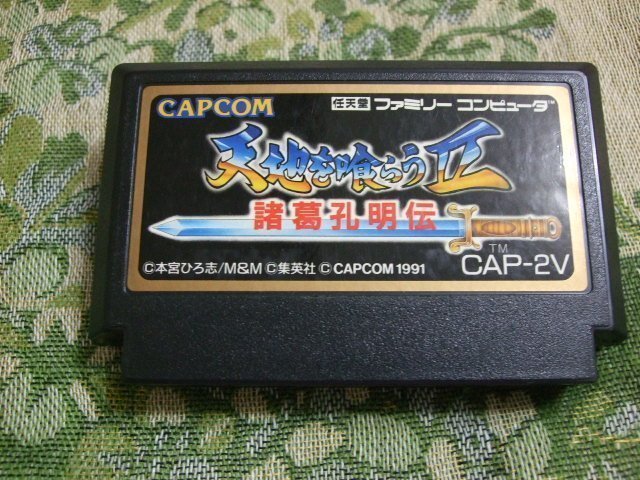 CAPCOM
任天堂 ファミリー コンピュータ™
天地を喰らうⅡ
諸葛孔明伝
TM
©本宮ひろ志/M&M ©集英社 ©CAPCOM 1991
CAP-2V